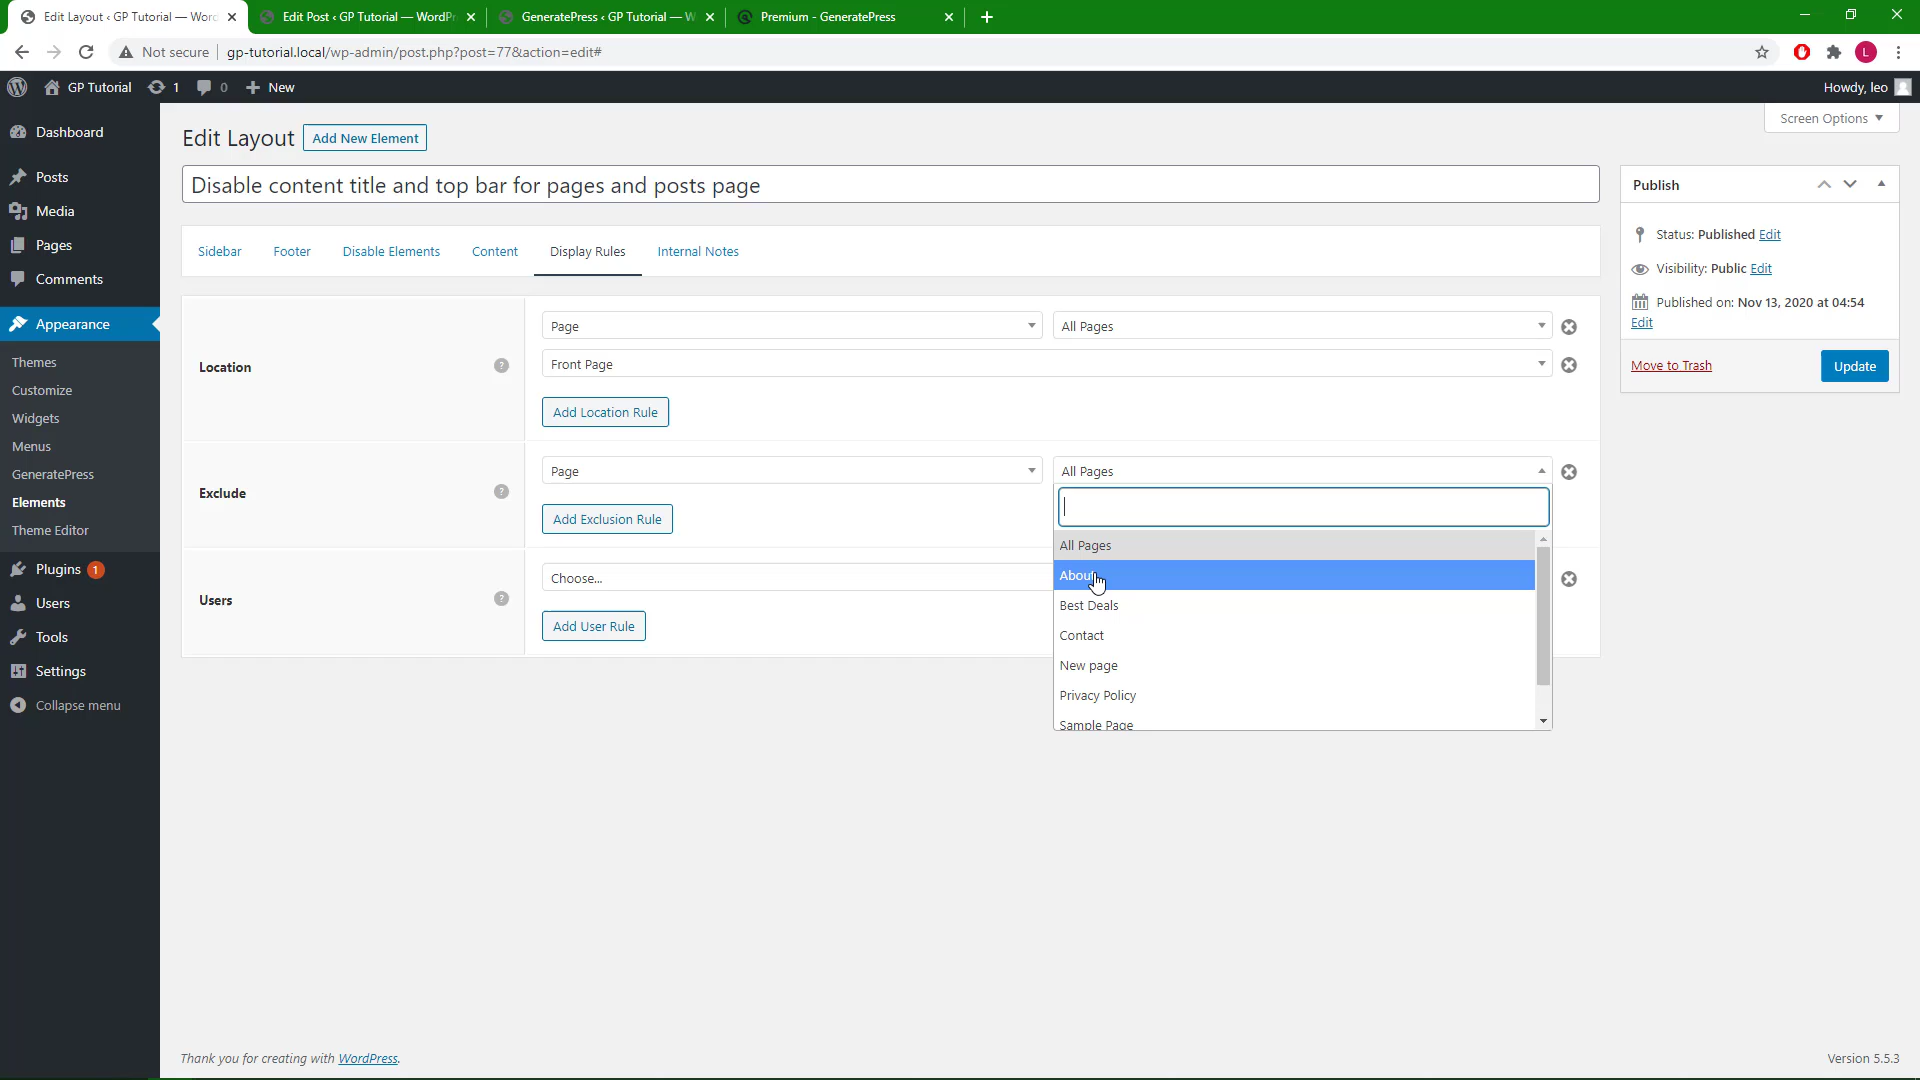 Edit Layout ‹ GP Tutorial — Word
Edit Post ‹ GP Tutorial — WordPr
GeneratePress ‹ GP Tutorial — W
Premium - GeneratePress
Not secure
gp-tutorial.local/wp-admin/post.php?post=77&action=edit#
L
GP Tutorial
1
0
New
Howdy, leo
Dashboard
Posts
Media
Pages
Comments
Appearance
Themes
Customize
Widgets
Menus
GeneratePress
Elements
Theme Editor
Plugins 1
Users
Tools
Settings
Collapse menu
Screen Options
Edit Layout
Add New Element
Disable content title and top bar for pages and posts page
Sidebar
Footer
Disable Elements
Content
Display Rules
Internal Notes
Location
?
Page
All Pages
Front Page
Add Location Rule
Exclude
?
Page
All Pages
Add Exclusion Rule
All Pages
About
Best Deals
Contact
New page
Privacy Policy
Sample Page
Users
?
Choose...
Add User Rule
Publish
Status: Published Edit
Visibility: Public Edit
Published on: Nov 13, 2020 at 04:54
Edit
Move to Trash
Update
Thank you for creating with WordPress.
Version 5.5.3